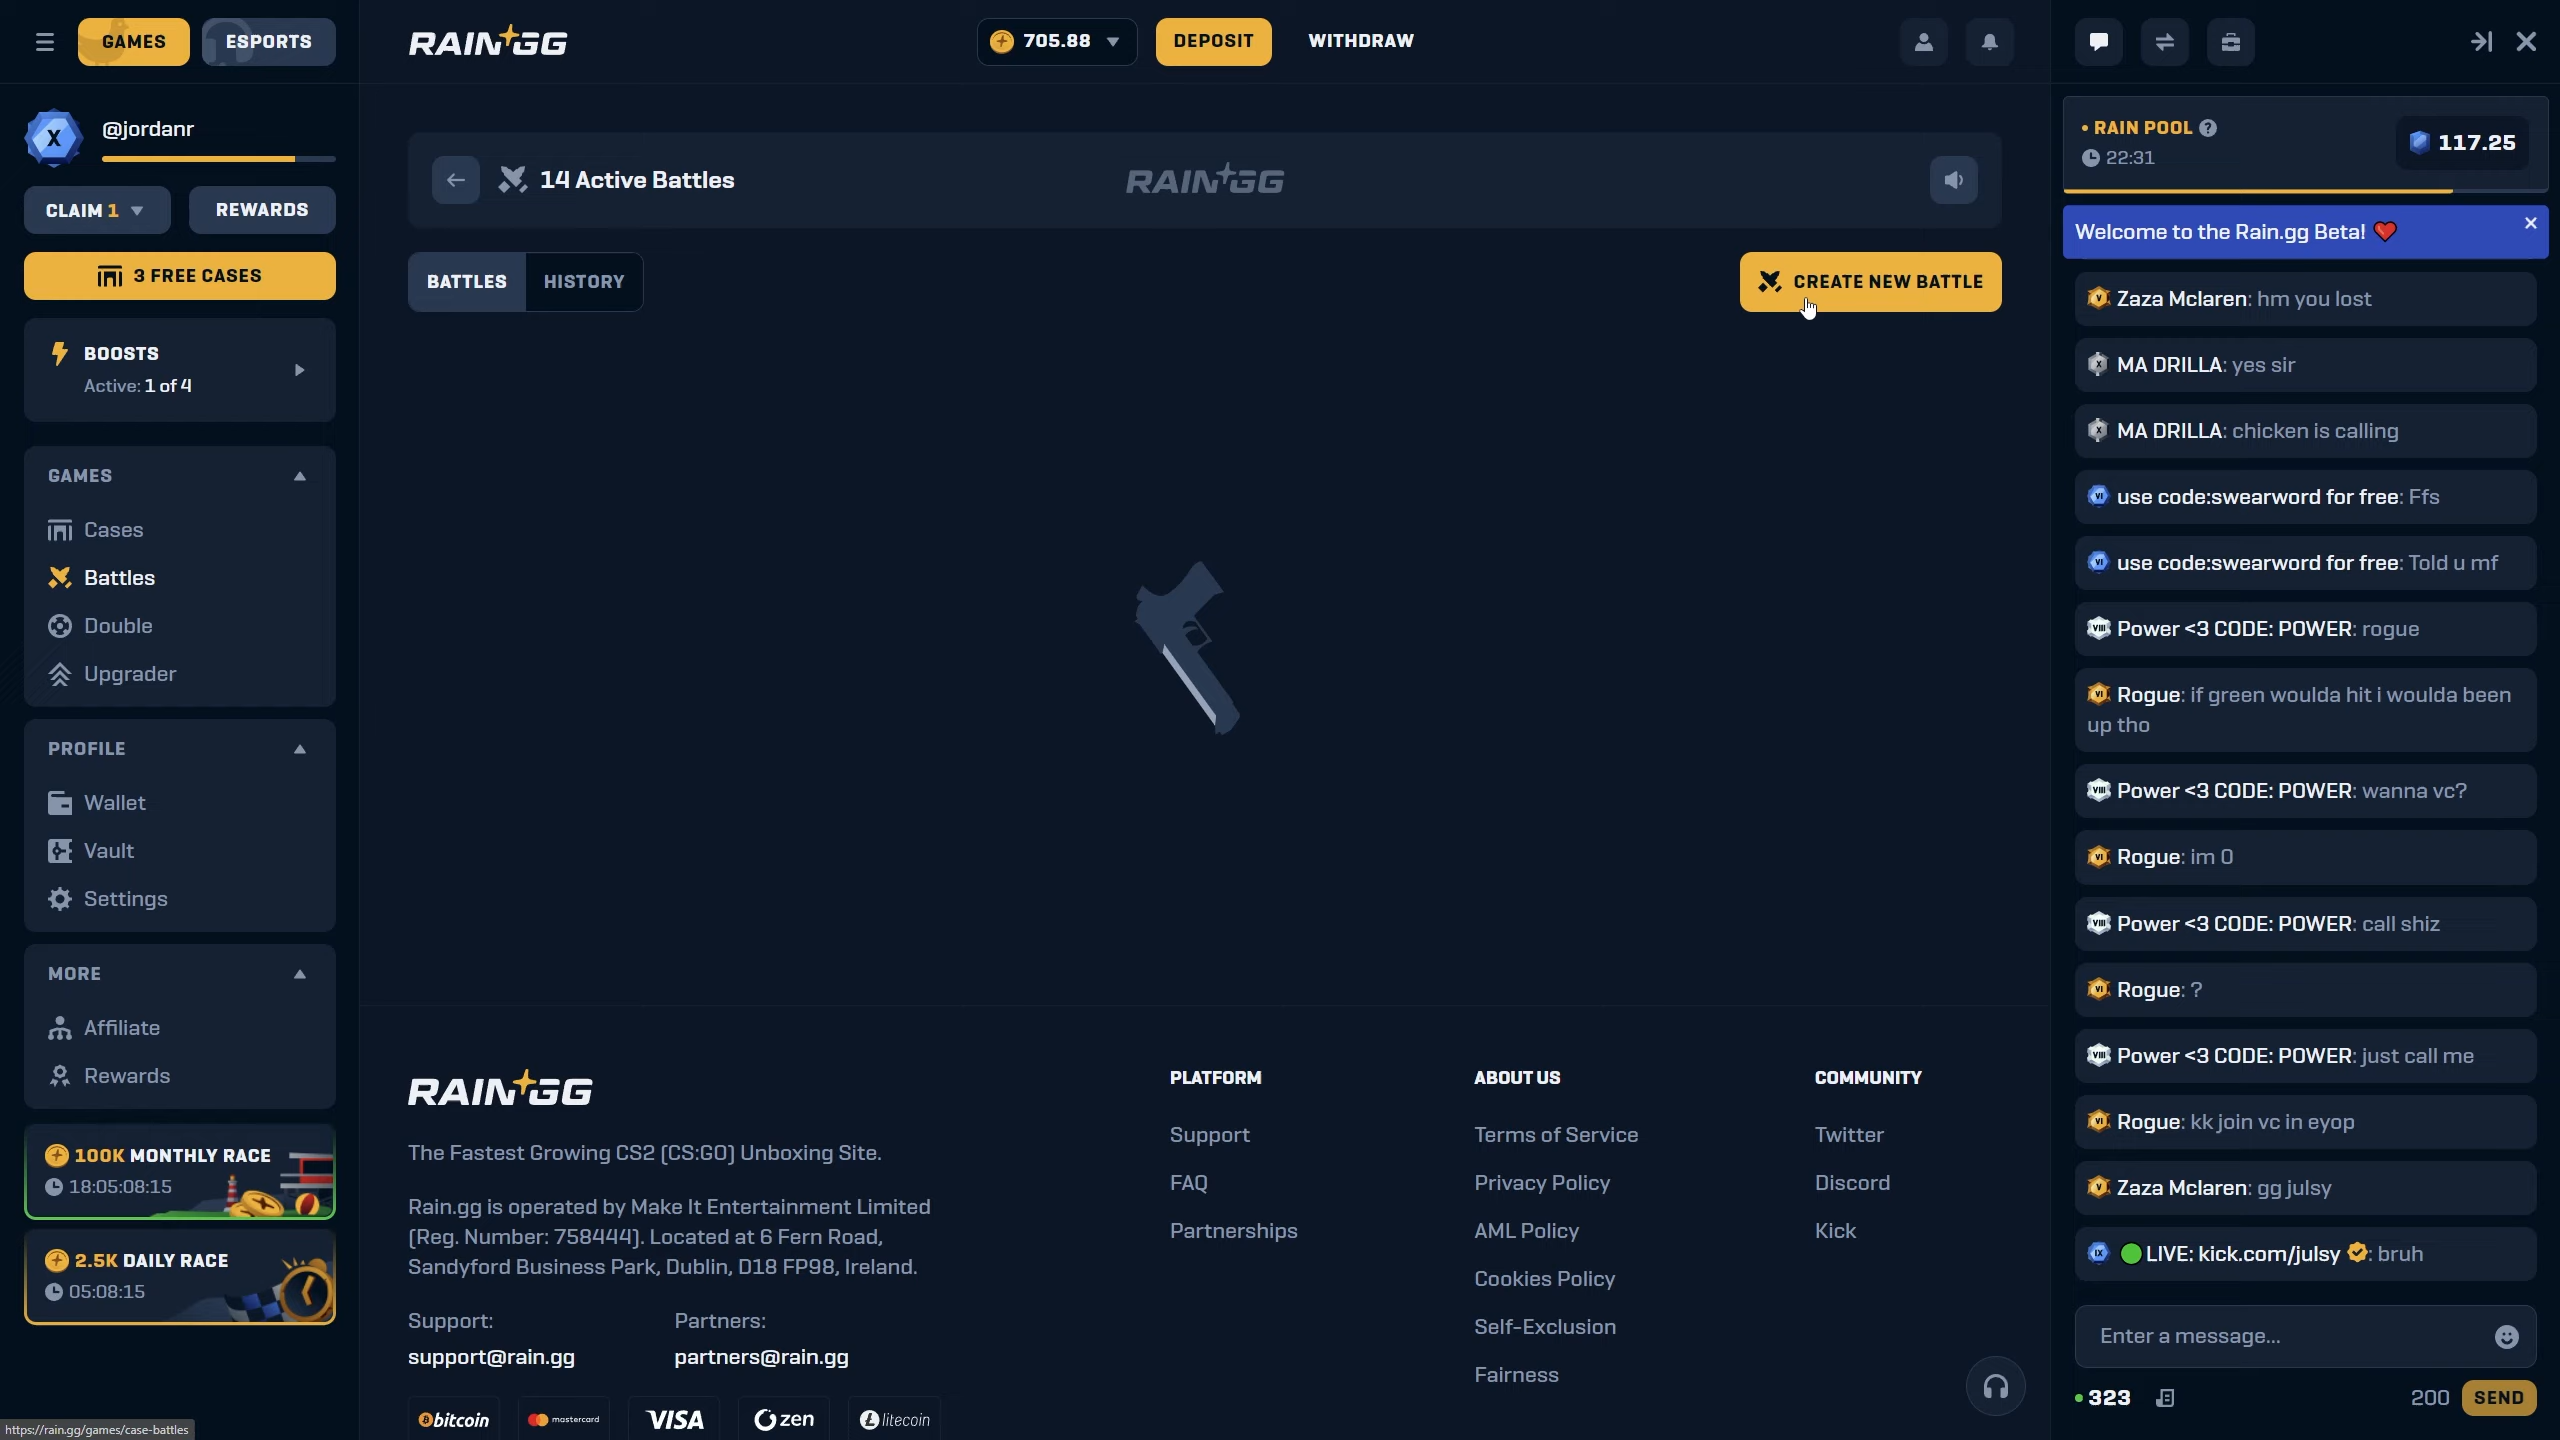 GAMES
ESPORTS
RAIN GG
705.88
DEPOSIT
WITHDRAW
X
@jordanr
CLAIM 1
REWARDS
3 FREE CASES
BOOSTS
Active: 1 of 4
GAMES
Cases
Battles
Double
Upgrader
PROFILE
Wallet
Vault
Settings
MORE
Affiliate
Rewards
100K MONTHLY RACE
18:05:08:15
2.5K DAILY RACE
05:08:15
14 Active Battles
RAIN GG
BATTLES
HISTORY
CREATE NEW BATTLE
RAIN GG
The Fastest Growing CS2 (CS:GO) Unboxing Site.
Rain.gg is operated by Make It Entertainment Limited
(Reg. Number: 758444). Located at 6 Fern Road,
Sandyford Business Park, Dublin, D18 FP98, Ireland.
Support:
support@rain.gg
Partners:
partners@rain.gg
bitcoin
mastercard
VISA
zen
litecoin
PLATFORM
Support
FAQ
Partnerships
ABOUT US
Terms of Service
Privacy Policy
AML Policy
Cookies Policy
Self-Exclusion
Fairness
COMMUNITY
Twitter
Discord
Kick
RAIN POOL ?
22:31
117.25
Welcome to the Rain.gg Beta! ❤️
V Zaza Mclaren: hm you lost
X MA DRILLA: yes sir
X MA DRILLA: chicken is calling
VI use code:swearword for free: Ffs
VI use code:swearword for free: Told u mf
VIII Power <3 CODE: POWER: rogue
VI Rogue: if green woulda hit i woulda been
up tho
VIII Power <3 CODE: POWER: wanna vc?
VI Rogue: im 0
VIII Power <3 CODE: POWER: call shiz
VI Rogue: ?
VIII Power <3 CODE: POWER: just call me
VI Rogue: kk join vc in eyop
V Zaza Mclaren: gg julsy
IX LIVE: kick.com/julsy : bruh
Enter a message...
323
200
SEND
https://rain.gg/games/case-battles